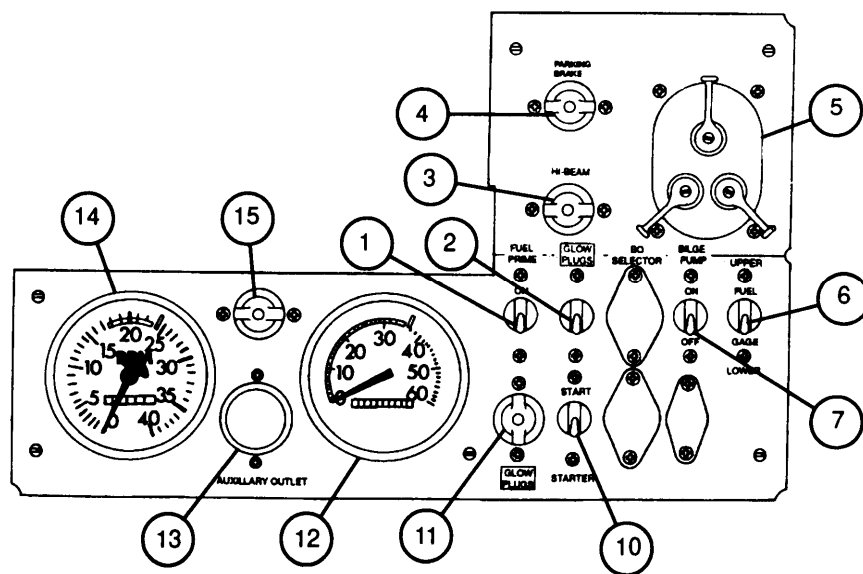 PARKING
BRAKE
4
5
HI-BEAM
3
14
15
1
2
FUEL
PRIME
GLOW
PLUGS
BO
SELECTOR
BILGE
PUMP
UPPER
ON
ON
FUEL
6
OFF
GAGE
LOWER
0 5 10 15 20 25 30 35 40
0 10 20 30 40 50 60
START
7
AUXILLARY OUTLET
GLOW
PLUGS
STARTER
13
12
11
10